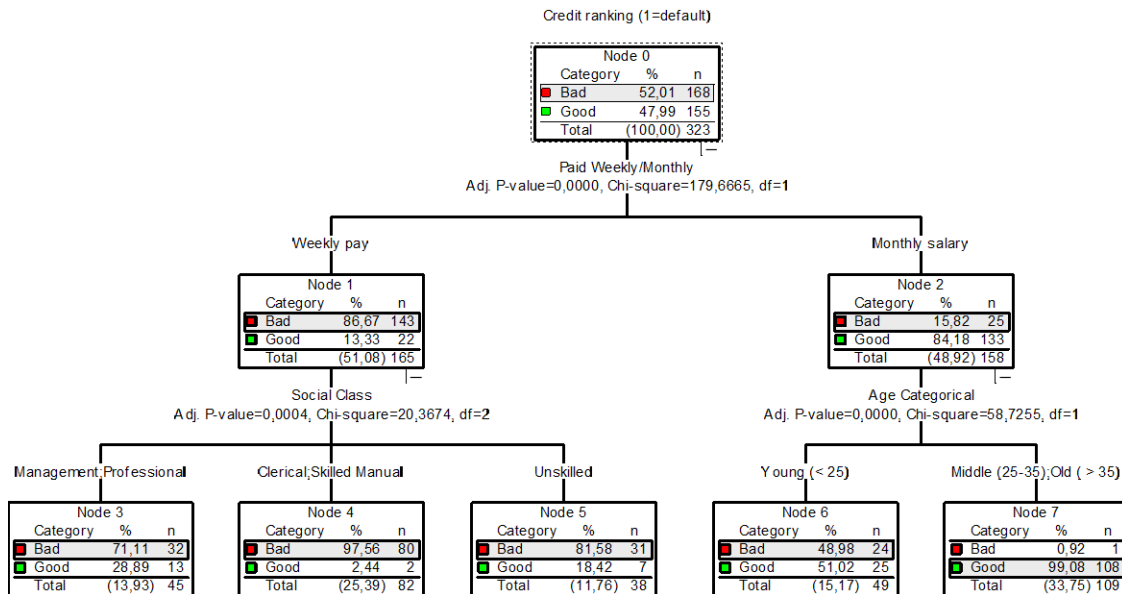 Credit ranking (1=default)
Node 0
Category % n
Bad 52,01 168
Good 47,99 155
Total (100,00) 323
Paid Weekly/Monthly
Adj. P-value=0,0000, Chi-square=179,6665, df=1
Weekly pay
Monthly salary
Node 1
Category % n
Bad 86,67 143
Good 13,33 22
Total (51,08) 165
Node 2
Category % n
Bad 15,82 25
Good 84,18 133
Total (48,92) 158
Social Class
Adj. P-value=0,0004, Chi-square=20,3674, df=2
Age Categorical
Adj. P-value=0,0000, Chi-square=58,7255, df=1
Management;Professional
Clerical;Skilled Manual
Unskilled
Young (< 25)
Middle (25-35);Old ( > 35)
Node 3
Category % n
Bad 71,11 32
Good 28,89 13
Total (13,93) 45
Node 4
Category % n
Bad 97,56 80
Good 2,44 2
Total (25,39) 82
Node 5
Category % n
Bad 81,58 31
Good 18,42 7
Total (11,76) 38
Node 6
Category % n
Bad 48,98 24
Good 51,02 25
Total (15,17) 49
Node 7
Category % n
Bad 0,92 1
Good 99,08 108
Total (33,75) 109